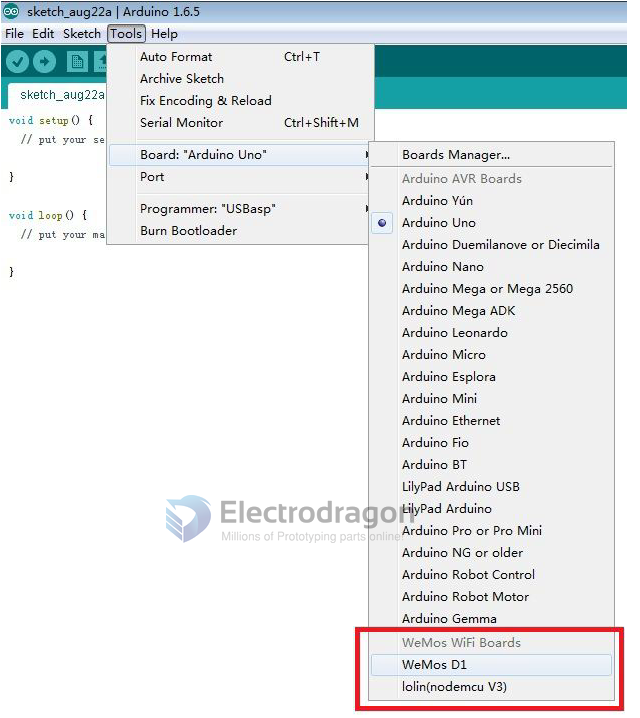 sketch_aug22a | Arduino 1.6.5
File Edit Sketch Tools Help
sketch_aug22a
void setup() {
// put your se
}
void loop() {
// put your ma
}
Auto Format Ctrl+T
Archive Sketch
Fix Encoding & Reload
Serial Monitor Ctrl+Shift+M
Board: "Arduino Uno"
Port
Programmer: "USBasp"
Burn Bootloader
Boards Manager...
Arduino AVR Boards
Arduino Yún
Arduino Uno
Arduino Duemilanove or Diecimila
Arduino Nano
Arduino Mega or Mega 2560
Arduino Mega ADK
Arduino Leonardo
Arduino Micro
Arduino Esplora
Arduino Mini
Arduino Ethernet
Arduino Fio
Arduino BT
LilyPad Arduino USB
LilyPad Arduino
Arduino Pro or Pro Mini
Arduino NG or older
Arduino Robot Control
Arduino Robot Motor
Arduino Gemma
WeMos WiFi Boards
WeMos D1
lolin(nodemcu V3)
Electrodragon
Millions of Prototyping parts online!